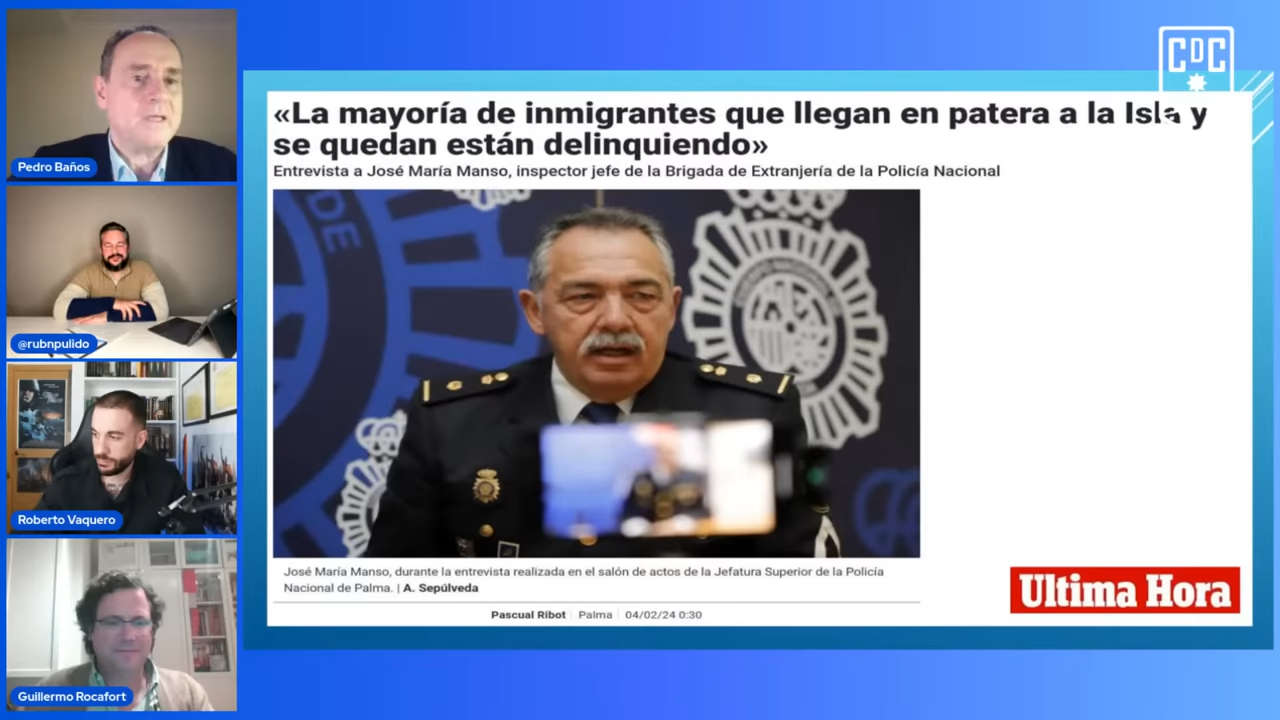 Pedro Baños
@rubnpulido
Roberto Vaquero
Guillermo Rocafort
CDC
«La mayoría de inmigrantes que llegan en patera a la Isla y
se quedan están delinquiendo»
Entrevista a José María Manso, inspector jefe de la Brigada de Extranjería de la Policía Nacional
DE
José María Manso, durante la entrevista realizada en el salón de actos de la Jefatura Superior de la Policía
Nacional de Palma. | A. Sepúlveda
Pascual Ribot | Palma | 04/02/24 0:30
Ultima Hora